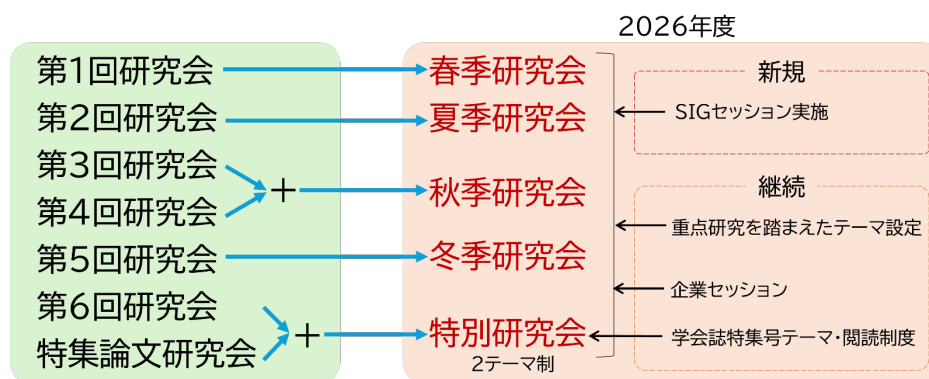 2026年度
第1回研究会
第2回研究会
第3回研究会
第4回研究会
第5回研究会
第6回研究会
特集論文研究会
+
+
春季研究会
夏季研究会
秋季研究会
冬季研究会
特別研究会
2テーマ制
新規
SIGセッション実施
継続
重点研究を踏まえたテーマ設定
企業セッション
学会誌特集号テーマ・閲読制度